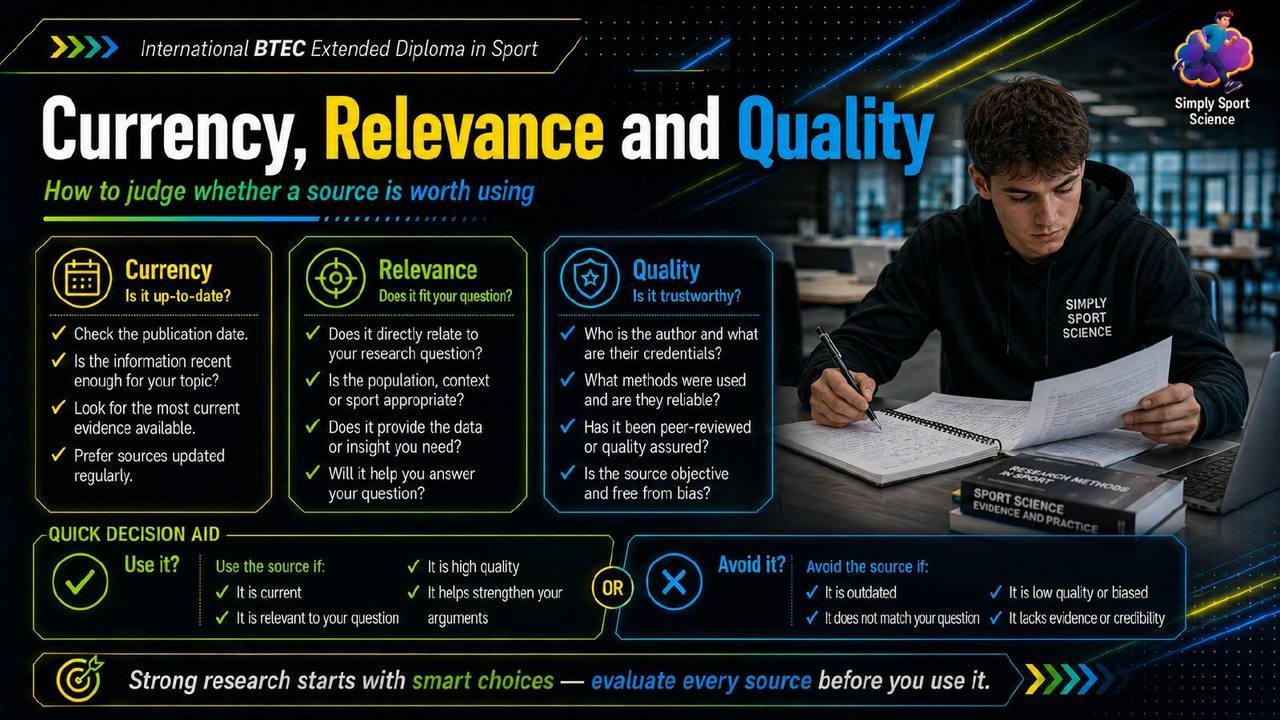 International BTEC Extended Diploma in Sport
Simply Sport
Science
Currency, Relevance and Quality
How to judge whether a source is worth using
Currency
Is it up-to-date?
Check the publication date.
Is the information recent
enough for your topic?
Look for the most current
evidence available.
Prefer sources updated
regularly.
Relevance
Does it fit your question?
Does it directly relate to
your research question?
Is the population, context
or sport appropriate?
Does it provide the data
or insight you need?
Will it help you answer
your question?
Quality
Is it trustworthy?
Who is the author and what
are their credentials?
What methods were used
and are they reliable?
Has it been peer-reviewed
or quality assured?
Is the source objective
and free from bias?
SIMPLY
SPORT
SCIENCE
RESEARCH METHODS
IN SPORT
SPORT SCIENCE
EVIDENCE AND PRACTICE
QUICK DECISION AID
Use it?
Use the source if:
It is current
It is relevant to your question
It is high quality
It helps strengthen your
arguments
OR
Avoid it?
Avoid the source if:
It is outdated
It does not match your question
It is low quality or biased
It lacks evidence or credibility
Strong research starts with smart choices — evaluate every source before you use it.